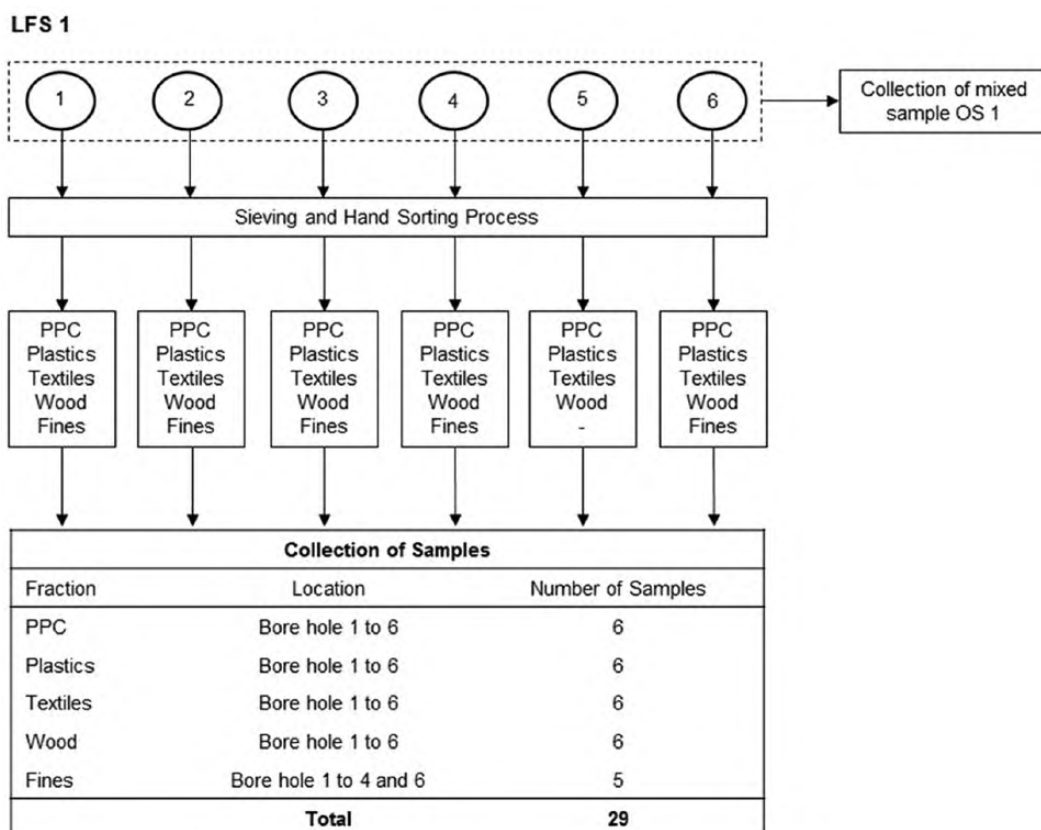 LFS 1
1 2 3 4 5 6
Collection of mixed
sample OS 1
Sieving and Hand Sorting Process
PPC PPC PPC PPC PPC PPC
Plastics Plastics Plastics Plastics Plastics Plastics
Textiles Textiles Textiles Textiles Textiles Textiles
Wood Wood Wood Wood Wood Wood
Fines Fines Fines Fines - Fines
Collection of Samples
Fraction Location Number of Samples
PPC Bore hole 1 to 6 6
Plastics Bore hole 1 to 6 6
Textiles Bore hole 1 to 6 6
Wood Bore hole 1 to 6 6
Fines Bore hole 1 to 4 and 6 5
Total 29